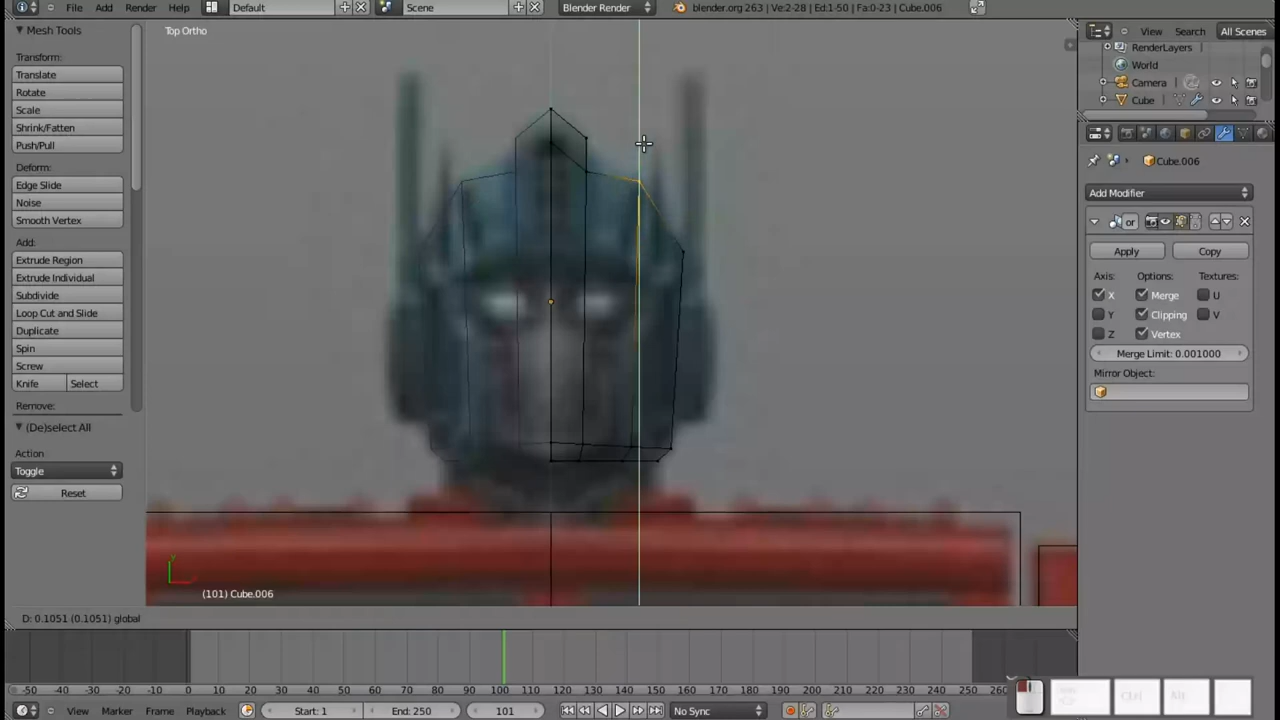 File Add Render Help Default Scene Blender Render blender.org 263 | Ve:2-28 | Ed:1-50 | Fa:0-23 | Cube.006
Mesh Tools
Transform:
Translate
Rotate
Scale
Shrink/Fatten
Push/Pull
Deform:
Edge Slide
Noise
Smooth Vertex
Add:
Extrude Region
Extrude Individual
Subdivide
Loop Cut and Slide
Duplicate
Spin
Screw
Knife Select
Remove:
(De)select All
Action
Toggle
Reset
Top Ortho
(101) Cube.006
D: 0.1051 (0.1051) global
View Search All Scenes
RenderLayers
World
Camera
Cube
Cube.006
Add Modifier
or
Apply Copy
Axis: Options: Textures:
X Merge U
Y Clipping V
Z Vertex
Merge Limit: 0.001000
Mirror Object:
-50 -40 -30 -20 -10 0 10 20 30 40 50 60 70 80 90 100 110 120 130 140 150 160 170 180 190 200 210 220 230 240 250 260
View Marker Frame Playback Start: 1 End: 250 101 No Sync
Ctrl Alt